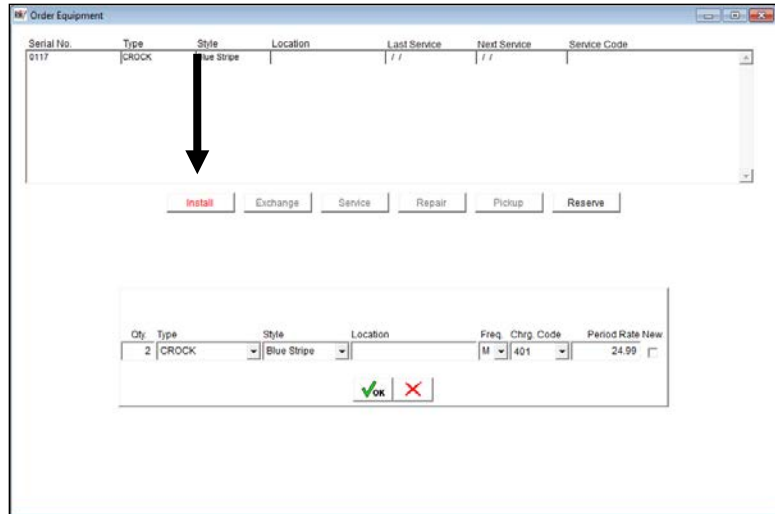 Order Equipment
Serial No. Type Style Location Last Service Next Service Service Code
0117 CROCK Blue Stripe / / / /
Install Exchange Service Repair Pickup Reserve
Qty. Type Style Location Freq. Chrg. Code Period Rate New
2 CROCK Blue Stripe M 401 24.99
OK